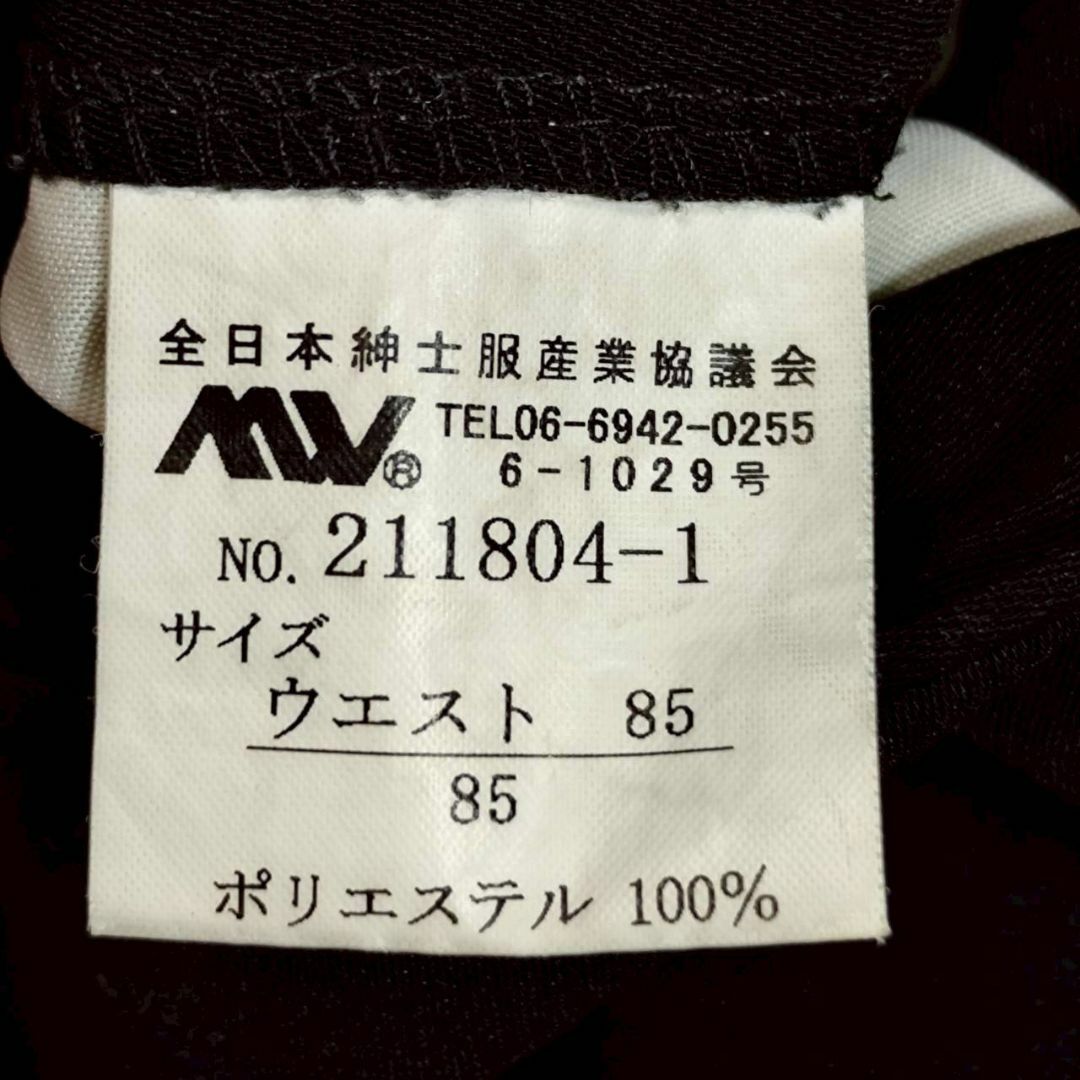 全日本紳士服産業協議会
MW® TEL06-6942-0255
6-1029号
NO. 211804-1
サイズ
ウエスト 85
85
ポリエステル 100%